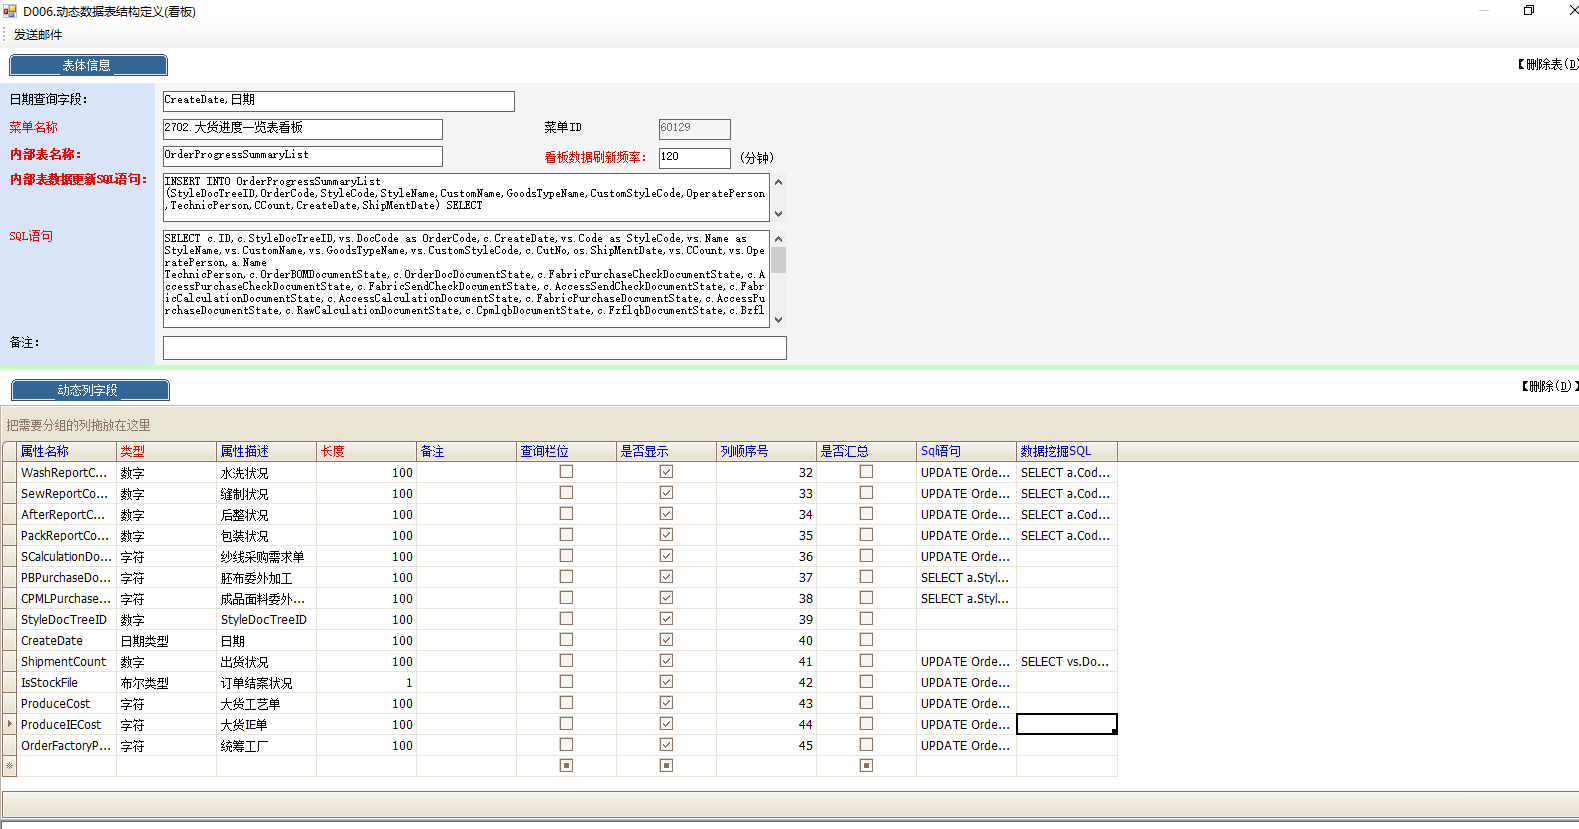 D006.动态数据表结构定义(看板)
发送邮件
表体信息
【删除表(D)
日期查询字段：
CreateDate,日期
菜单名称
2702.大货进度一览表看板
菜单ID
60129
内部表名称：
OrderProgressSummaryList
看板数据刷新频率：
120
(分钟)
内部表数据更新SQL语句：
INSERT INTO OrderProgressSummaryList
(StyleDocTreeID,OrderCode,StyleCode,StyleName,CustomName,GoodsTypeName,CustomStyleCode,OperatePerson
,TechnicPerson,CCount,CreateDate,ShipMentDate) SELECT
SQL语句
SELECT c.ID,c.StyleDocTreeID,vs.DocCode as OrderCode,c.CreateDate,vs.Code as StyleCode,vs.Name as
StyleName,vs.CustomName,vs.GoodsTypeName,vs.CustomStyleCode,c.CutNo,os.ShipMentDate,vs.CCount,vs.Ope
ratePerson,a.Name
TechnicPerson,c.OrderBOMDocumentState,c.OrderDocDocumentState,c.FabricPurchaseCheckDocumentState,c.A
ccessPurchaseCheckDocumentState,c.FabricSendCheckDocumentState,c.AccessSendCheckDocumentState,c.Fabr
icCalculationDocumentState,c.AccessCalculationDocumentState,c.FabricPurchaseDocumentState,c.AccessPu
rchaseDocumentState,c.RawCalculationDocumentState,c.CpmlqbDocumentState,c.FzflqbDocumentState,c.Bzfl
备注：
动态列字段
【删除(D)】
把需要分组的列拖放在这里
属性名称 类型 属性描述 长度 备注 查询栏位 是否显示 列顺序号 是否汇总 Sql语句 数据挖掘SQL
WashReportC... 数字 水洗状况 100 32 UPDATE Orde... SELECT a.Cod...
SewReportCo... 数字 缝制状况 100 33 UPDATE Orde... SELECT a.Cod...
AfterReportC... 数字 后整状况 100 34 UPDATE Orde... SELECT a.Cod...
PackReportCo... 数字 包装状况 100 35 UPDATE Orde... SELECT a.Cod...
SCalculationDo... 字符 纱线采购需求单 100 36 UPDATE Orde...
PBPurchaseDo... 字符 胚布委外加工 100 37 SELECT a.Styl...
CPMLPurchase... 字符 成品面料委外... 100 38 SELECT a.Styl...
StyleDocTreeID 数字 StyleDocTreeID 100 39
CreateDate 日期类型 日期 100 40
ShipmentCount 数字 出货状况 100 41 UPDATE Orde... SELECT vs.Do...
IsStockFile 布尔类型 订单结案状况 1 42 UPDATE Orde...
ProduceCost 字符 大货工艺单 100 43 UPDATE Orde...
ProduceIECost 字符 大货IE单 100 44 UPDATE Orde...
OrderFactoryP... 字符 统筹工厂 100 45 UPDATE Orde...